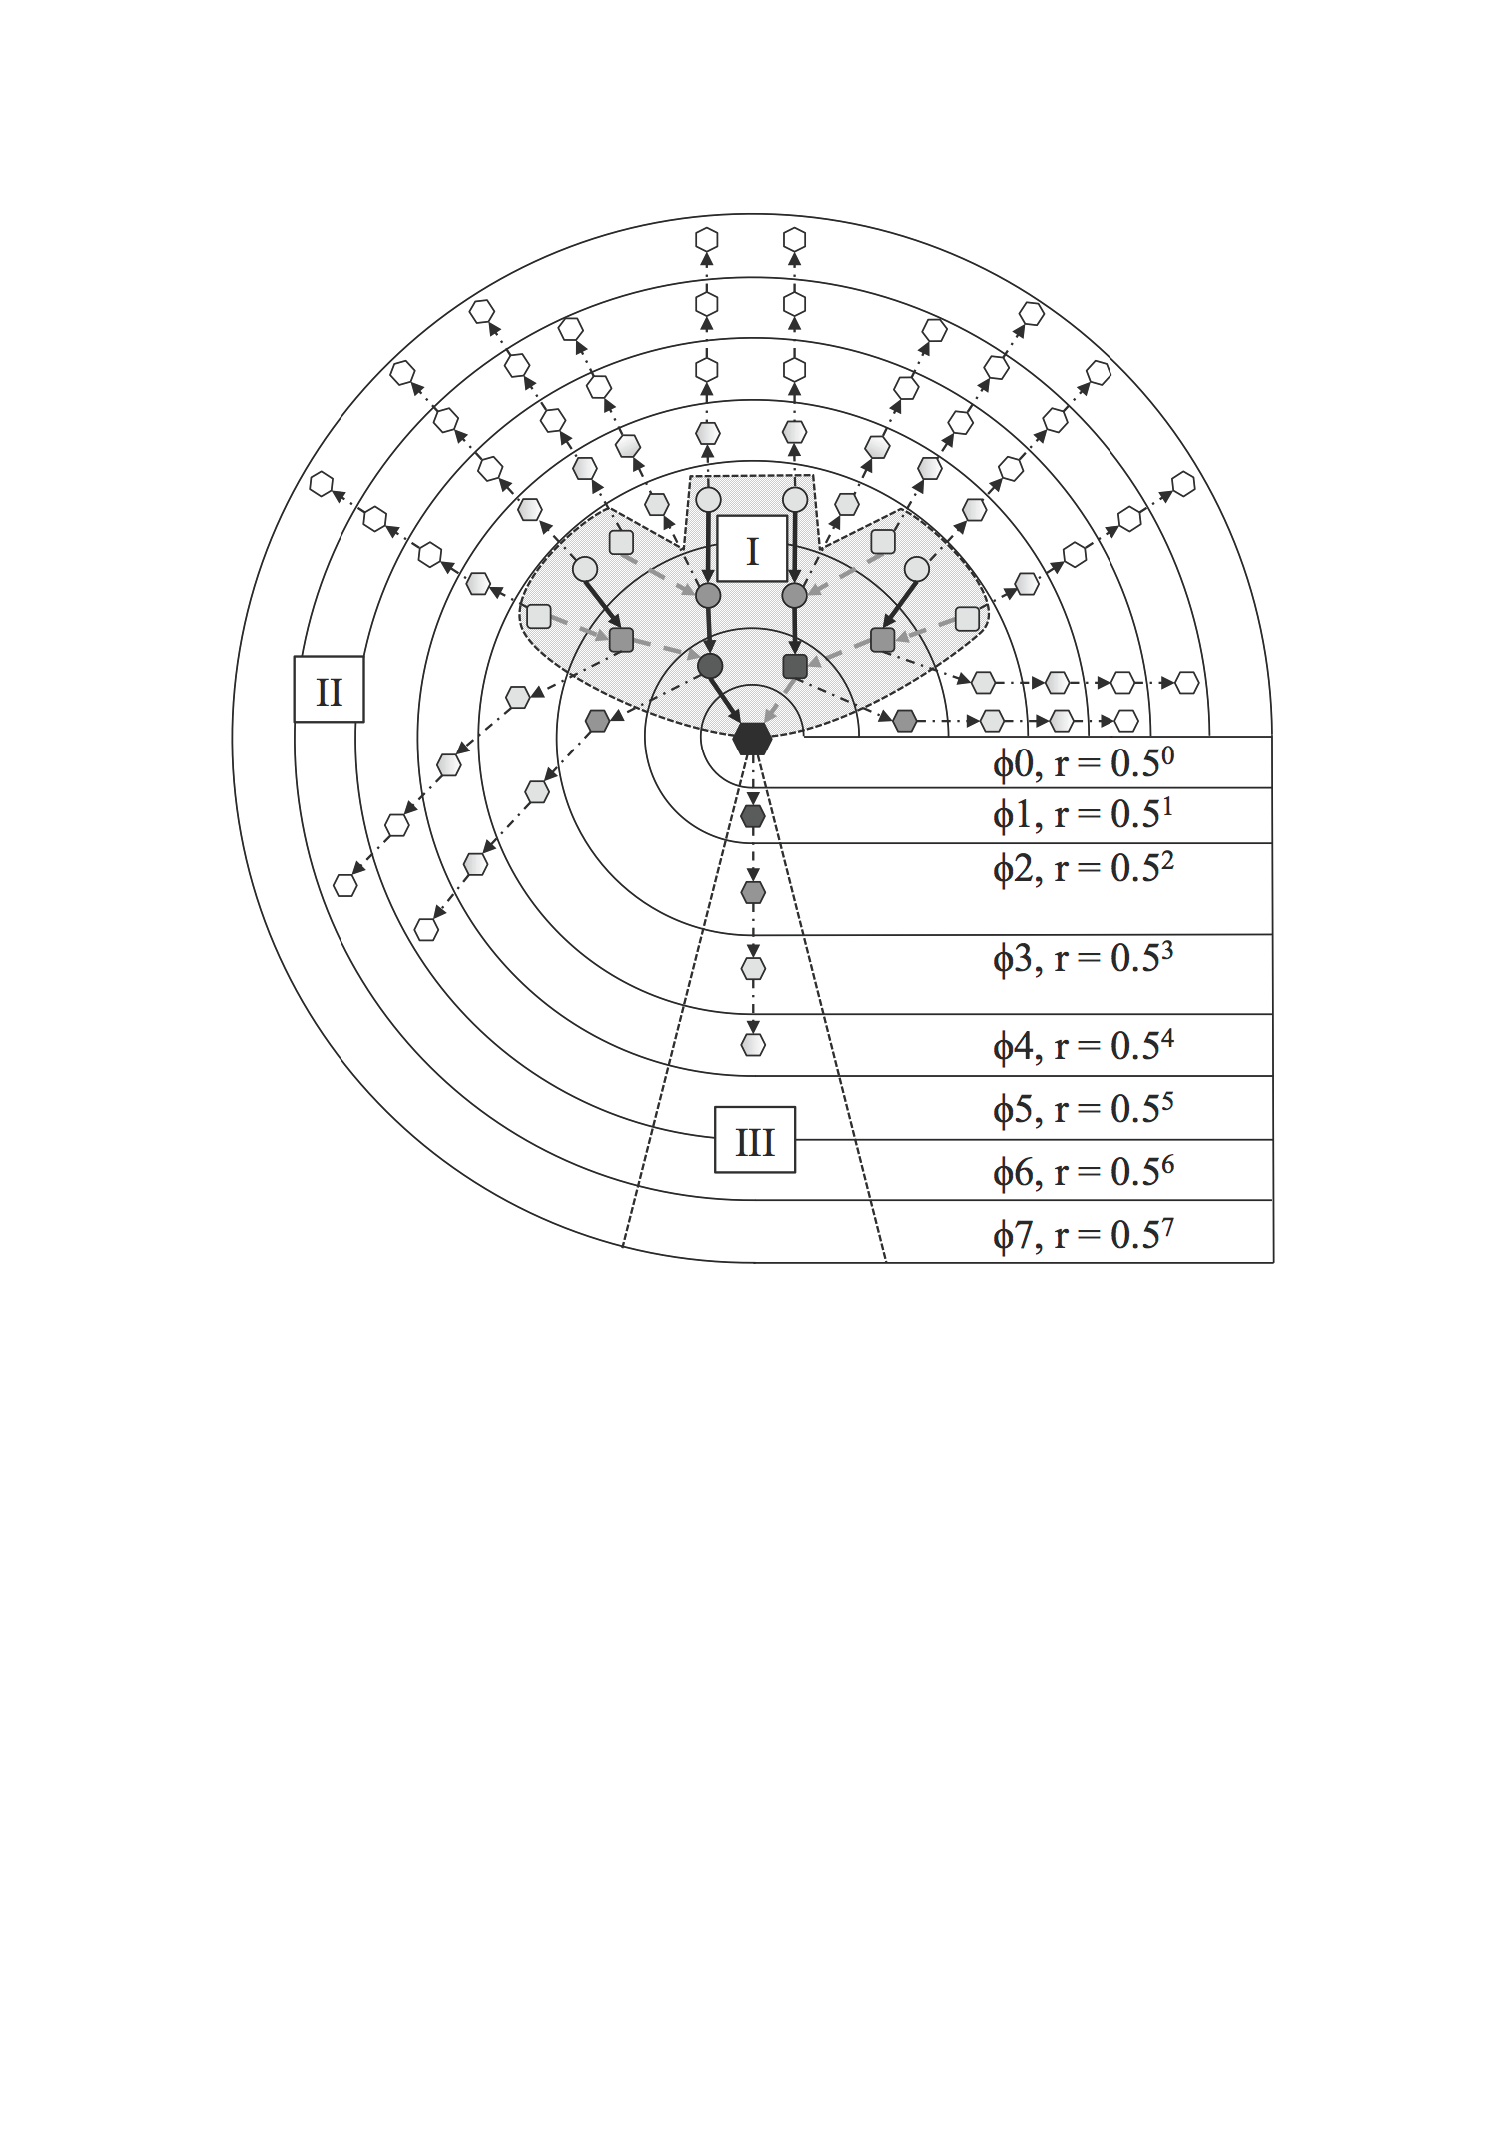 I
II
ϕ0, r = 0.5⁰
ϕ1, r = 0.5¹
ϕ2, r = 0.5²
ϕ3, r = 0.5³
ϕ4, r = 0.5⁴
ϕ5, r = 0.5⁵
III
ϕ6, r = 0.5⁶
ϕ7, r = 0.5⁷